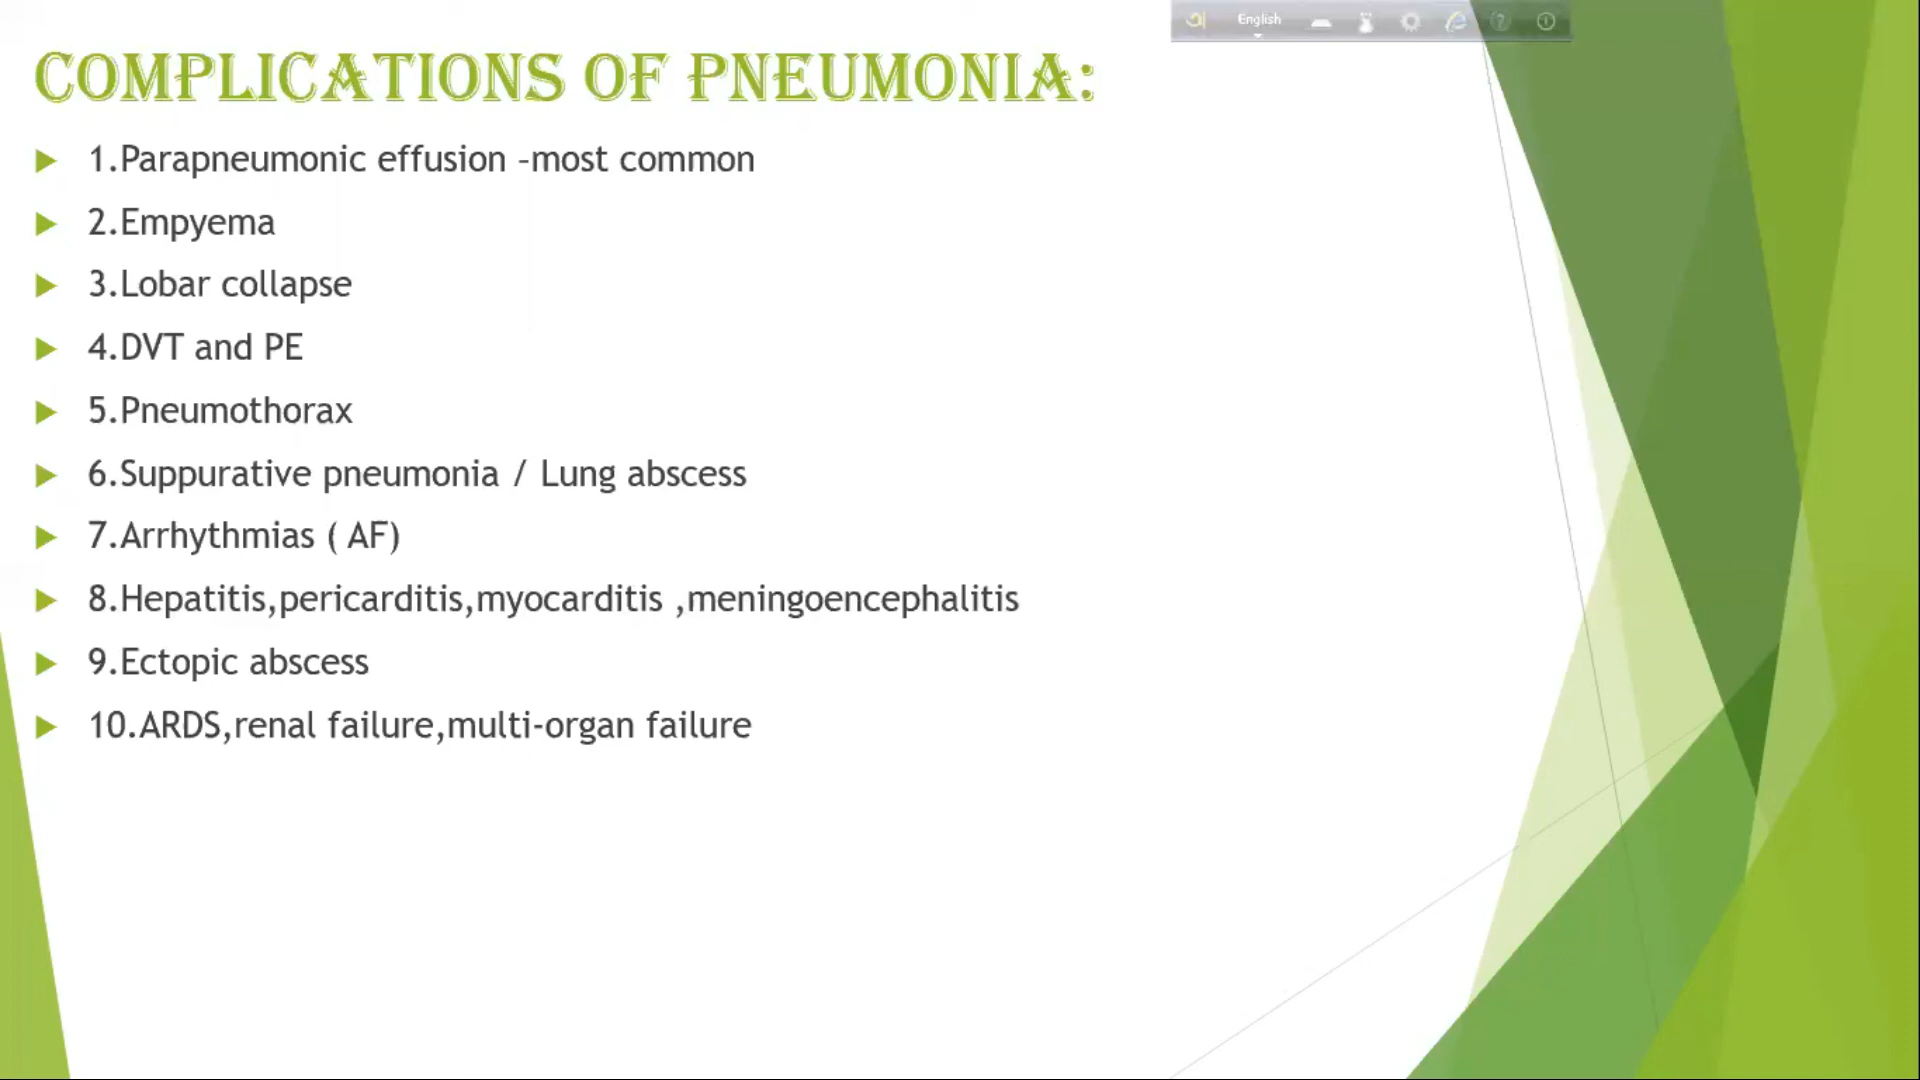 English
COMPLICATIONS OF PNEUMONIA:
1.Parapneumonic effusion –most common
2.Empyema
3.Lobar collapse
4.DVT and PE
5.Pneumothorax
6.Suppurative pneumonia / Lung abscess
7.Arrhythmias ( AF)
8.Hepatitis,pericarditis,myocarditis ,meningoencephalitis
9.Ectopic abscess
10.ARDS,renal failure,multi-organ failure